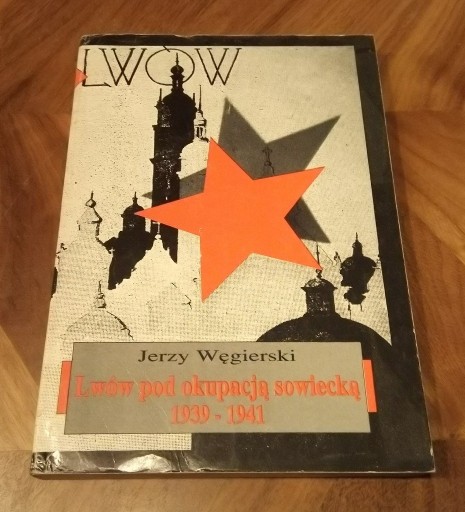 LWÓW
Jerzy Węgierski
Lwów pod okupacją sowiecką
1939 - 1941